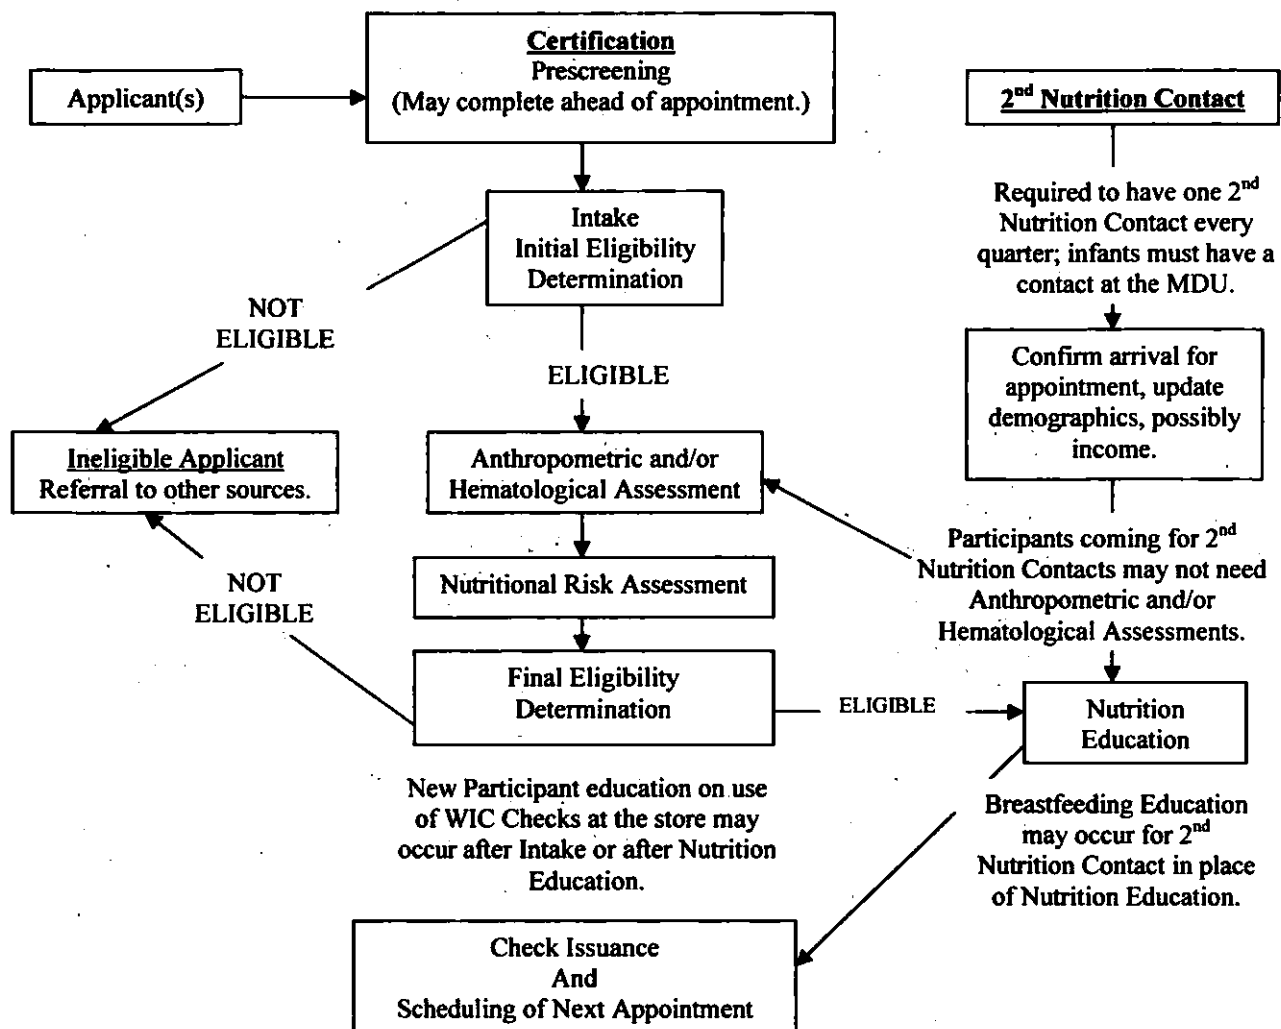 Certification
Prescreening
(May complete ahead of appointment.)
Applicant(s)
2nd Nutrition Contact
Required to have one 2nd
Nutrition Contact every
quarter; infants must have a
contact at the MDU.
Intake
Initial Eligibility
Determination
NOT
ELIGIBLE
ELIGIBLE
Confirm arrival for
appointment, update
demographics, possibly
income.
Ineligible Applicant
Referral to other sources.
Anthropometric and/or
Hematological Assessment
Participants coming for 2nd
Nutrition Contacts may not need
Anthropometric and/or
Hematological Assessments.
Nutritional Risk Assessment
NOT
ELIGIBLE
Final Eligibility
Determination
ELIGIBLE
Nutrition
Education
New Participant education on use
of WIC Checks at the store may
occur after Intake or after Nutrition
Education.
Breastfeeding Education
may occur for 2nd
Nutrition Contact in place
of Nutrition Education.
Check Issuance
And
Scheduling of Next Appointment